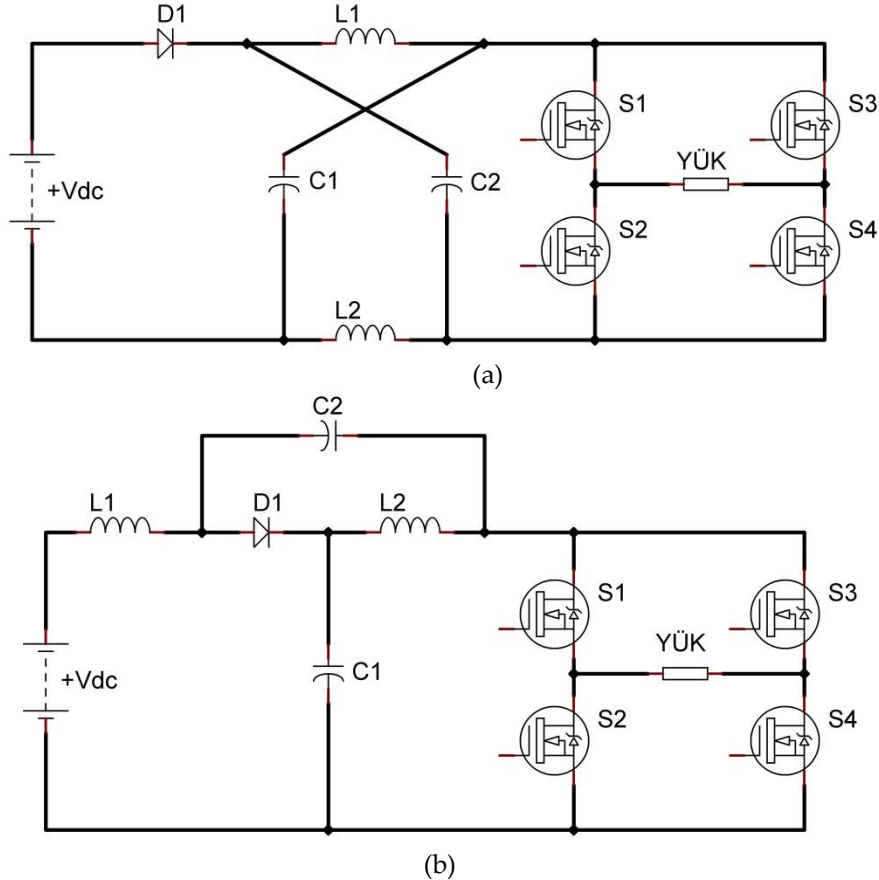 D1
L1
S1
S3
C1
C2
YÜK
+Vdc
S2
S4
L2
(a)
C2
L1
D1
L2
S1
S3
YÜK
C1
+Vdc
S2
S4
(b)